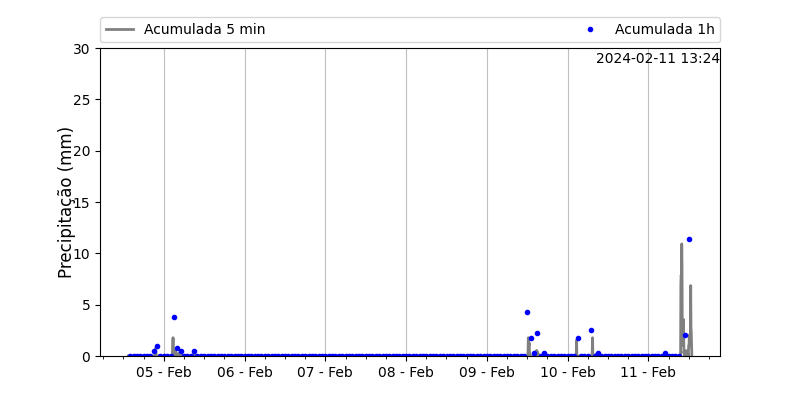 Acumulada 5 min
Acumulada 1h
2024-02-11 13:24
Precipitação (mm)
30
25
20
15
10
5
0
05 - Feb
06 - Feb
07 - Feb
08 - Feb
09 - Feb
10 - Feb
11 - Feb